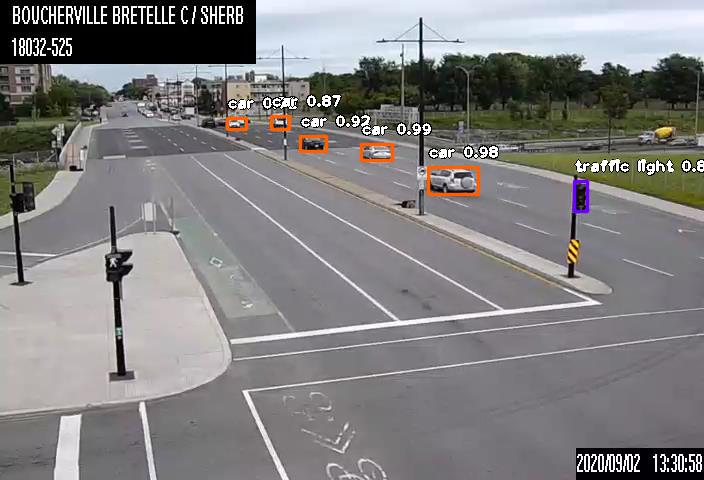 BOUCHERVILLE BRETELLE C / SHERB
18032-525
car 0.87
car 0.92
car 0.99
car 0.98
traffic light 0.8
2020/09/02 13:30:58